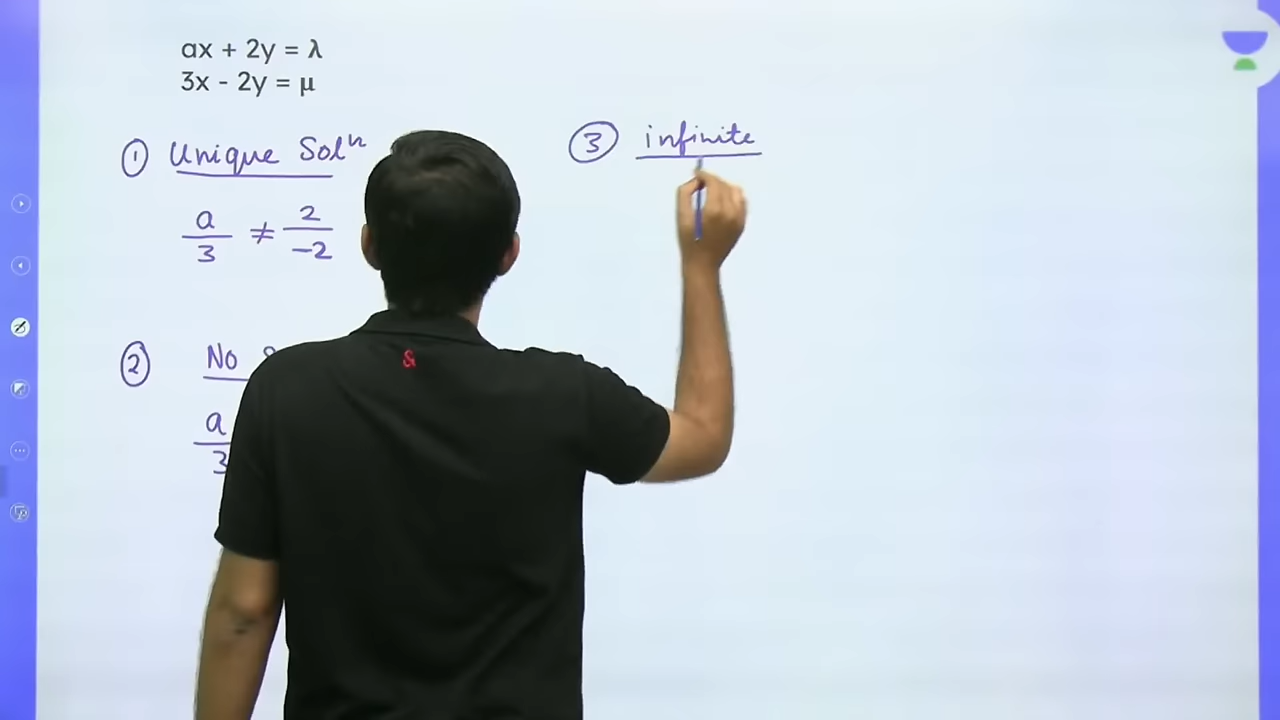 ax + 2y = λ
3x - 2y = μ
① Unique Solⁿ
a/3 ≠ 2/-2
② No
a
3
③ infinite